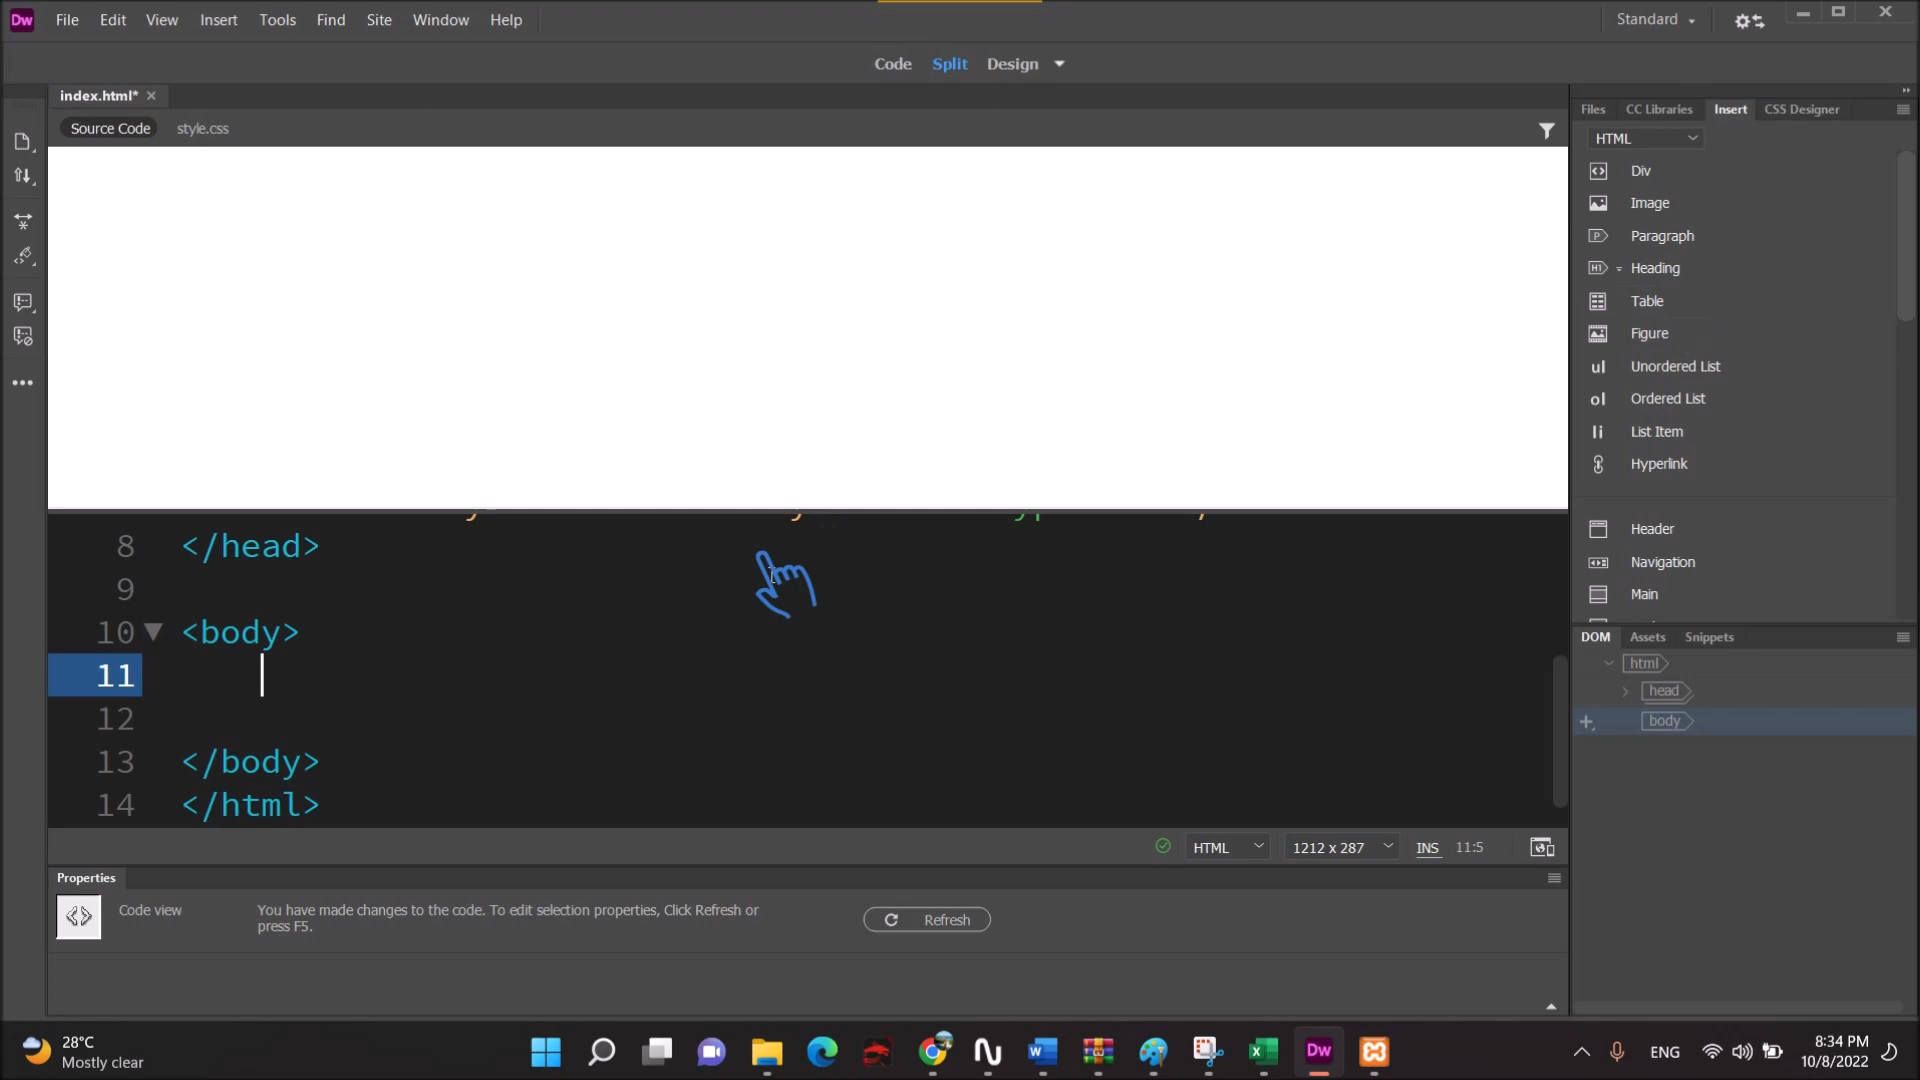 Dw File Edit View Insert Tools Find Site Window Help
Standard
Code Split Design
index.html*
Source Code style.css
Files CC Libraries Insert CSS Designer
HTML
Div
Image
P Paragraph
H1 Heading
Table
Figure
ul Unordered List
ol Ordered List
li List Item
Hyperlink
Header
Navigation
Main
8 </head>
9
10 <body>
11
12
13 </body>
14 </html>
HTML 1212 x 287 INS 11:5
DOM Assets Snippets
html
head
body
Properties
Code view
You have made changes to the code. To edit selection properties, Click Refresh or
press F5.
Refresh
28°C
Mostly clear
W
Dw
ENG
8:34 PM
10/8/2022